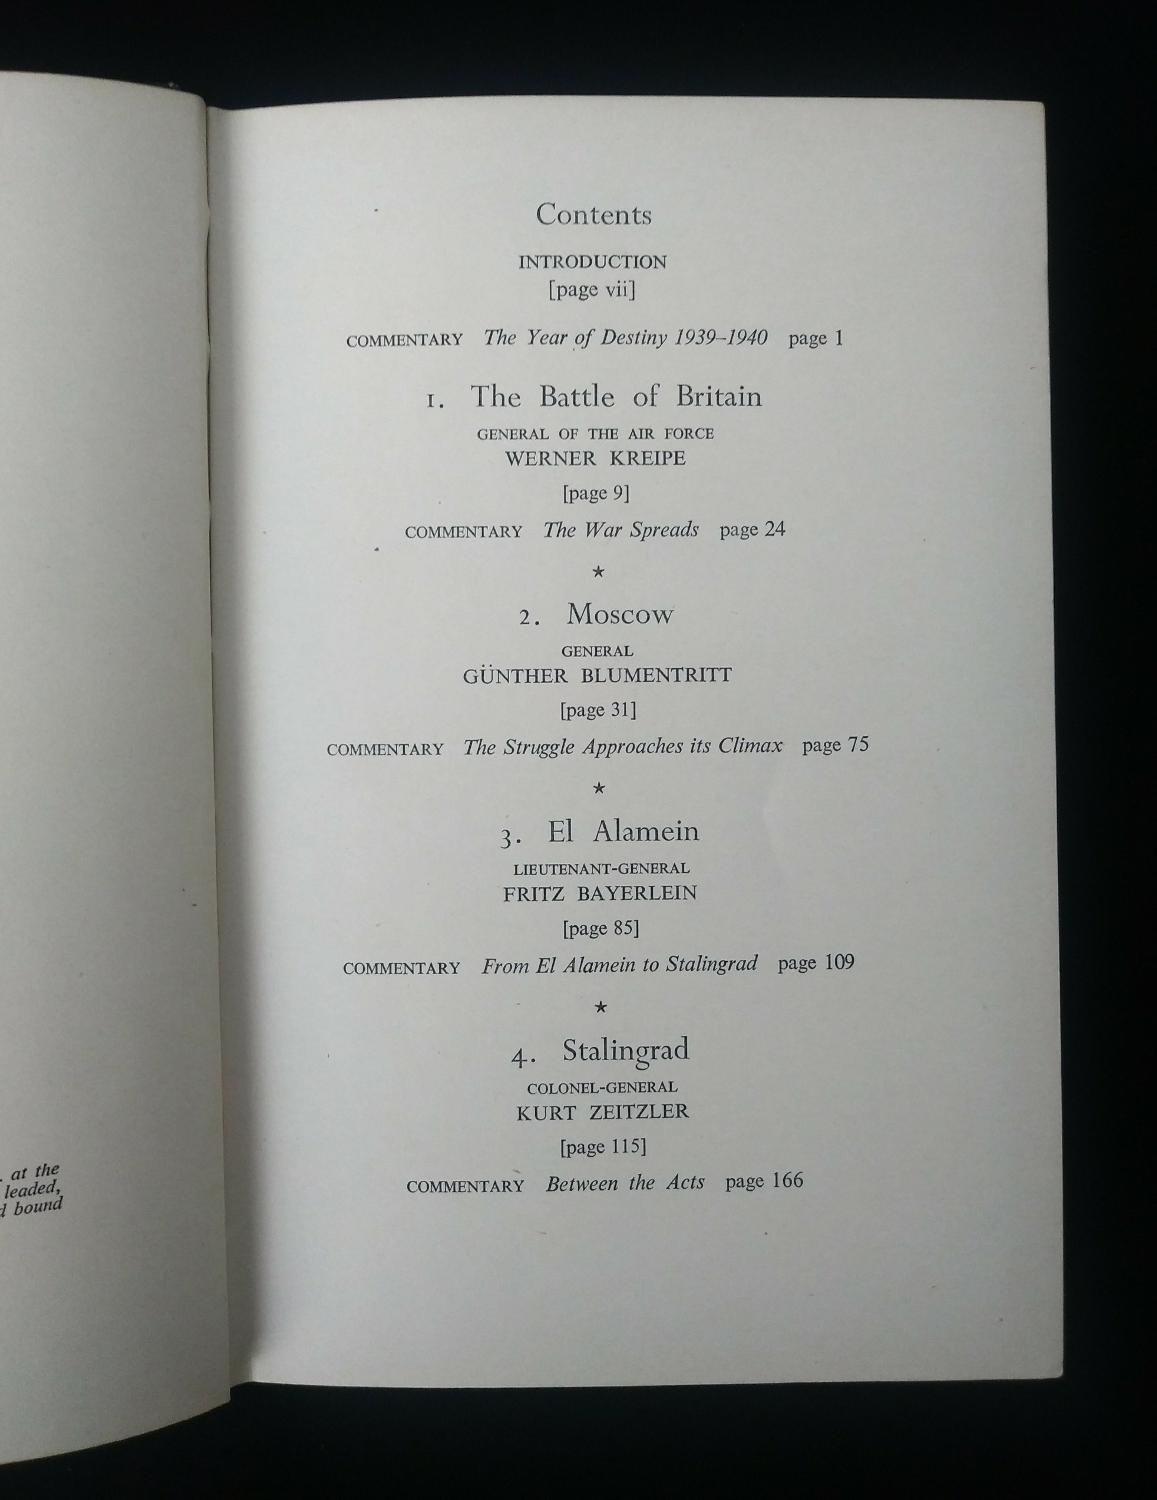 . at the
leaded,
d bound
Contents
INTRODUCTION
[page vii]
COMMENTARY The Year of Destiny 1939–1940 page 1
1. The Battle of Britain
GENERAL OF THE AIR FORCE
WERNER KREIPE
[page 9]
COMMENTARY The War Spreads page 24
★
2. Moscow
GENERAL
GÜNTHER BLUMENTRITT
[page 31]
COMMENTARY The Struggle Approaches its Climax page 75
★
3. El Alamein
LIEUTENANT-GENERAL
FRITZ BAYERLEIN
[page 85]
COMMENTARY From El Alamein to Stalingrad page 109
★
4. Stalingrad
COLONEL-GENERAL
KURT ZEITZLER
[page 115]
COMMENTARY Between the Acts page 166